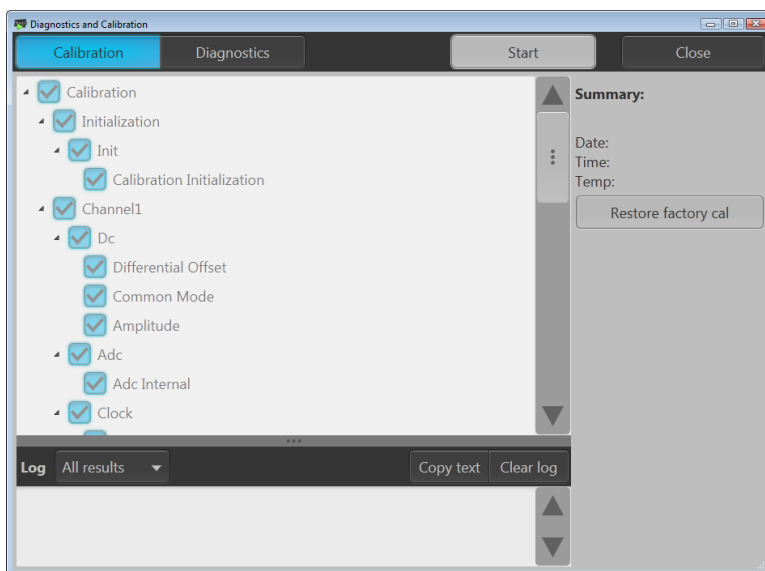 Diagnostics and Calibration
Calibration
Diagnostics
Start
Close
Calibration
Initialization
Init
Calibration Initialization
Channel1
Dc
Differential Offset
Common Mode
Amplitude
Adc
Adc Internal
Clock
Summary:
Date:
Time:
Temp:
Restore factory cal
Log
All results
Copy text
Clear log